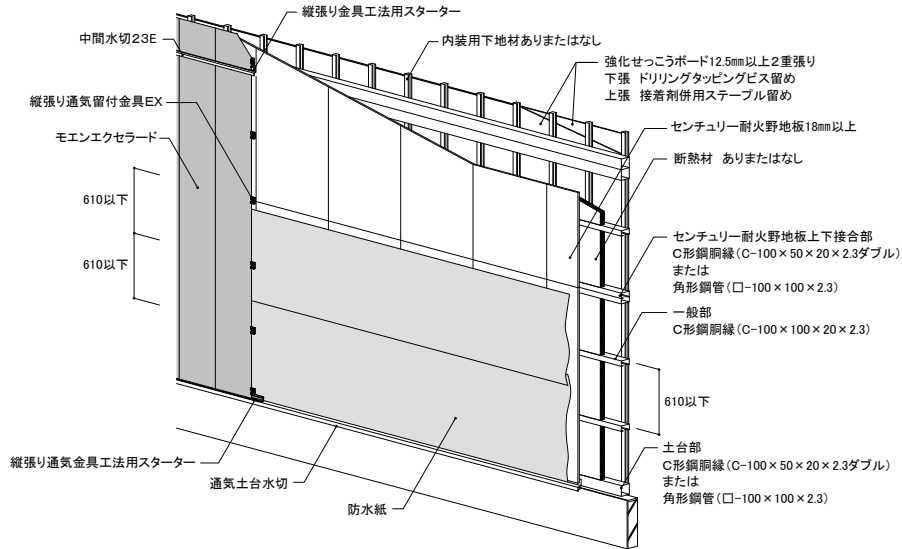 縦張り金具工法用スターター
中間水切23E
内装用下地材ありまたはなし
強化せっこうボード12.5mm以上2重張り
下張 ドリリングタッピングビス留め
上張 接着剤併用ステープル留め
縦張り通気留付金具EX
センチュリー耐火野地板18mm以上
モエンエクセラード
断熱材 ありまたはなし
610以下
610以下
センチュリー耐火野地板上下接合部
C形鋼胴縁(C-100×50×20×2.3ダブル)
または
角形鋼管(□-100×100×2.3)
一般部
C形鋼胴縁(C-100×100×20×2.3)
610以下
縦張り通気金具工法用スターター
通気土台水切
防水紙
土台部
C形鋼胴縁(C-100×50×20×2.3ダブル)
または
角形鋼管(□-100×100×2.3)